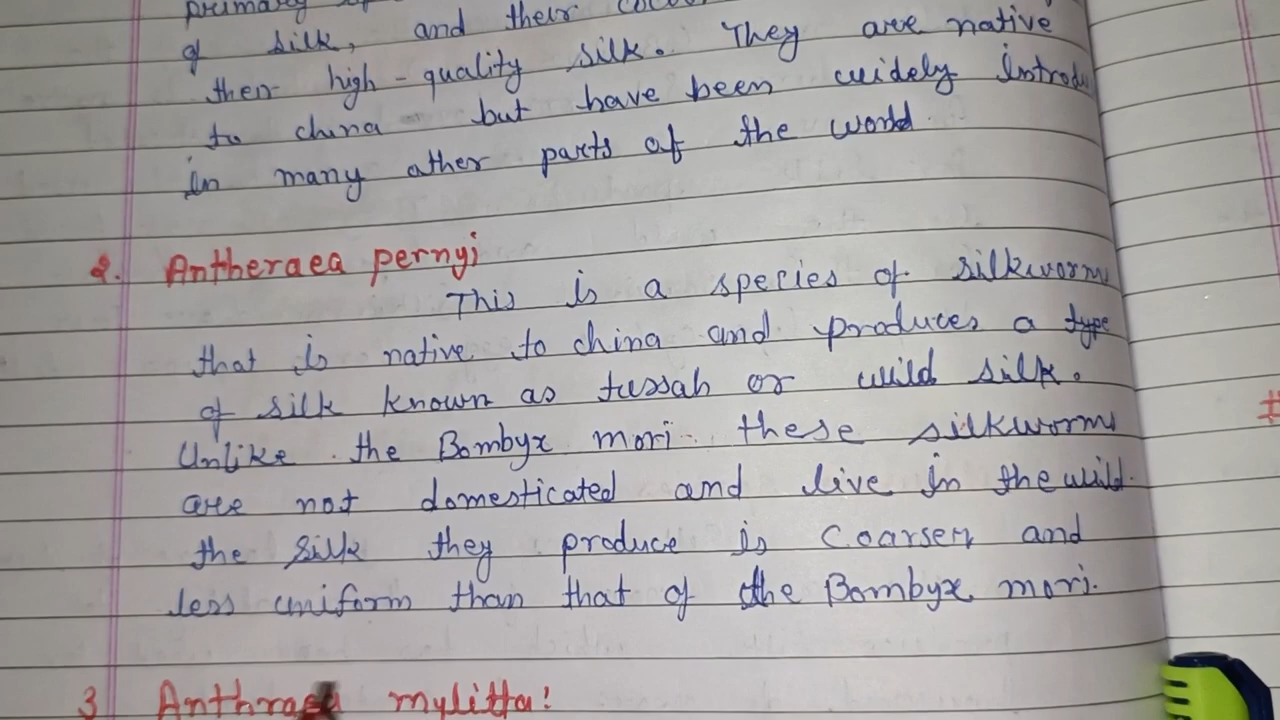 primary
of silk, and their
then high-quality silk. They are native
to china but have been widely Introdu
in many other parts of the world
2. Antheraea pernyi
This is a species of silkworm
that is native to china and produces a type
of silk known as tussah or wild silk.
Unlike the Bombyx mori these silkworms
are not domesticated and live in the wild.
the silk they produce is coarser and
less uniform than that of the Bombyx mori.
3 Anthraea mylitta: